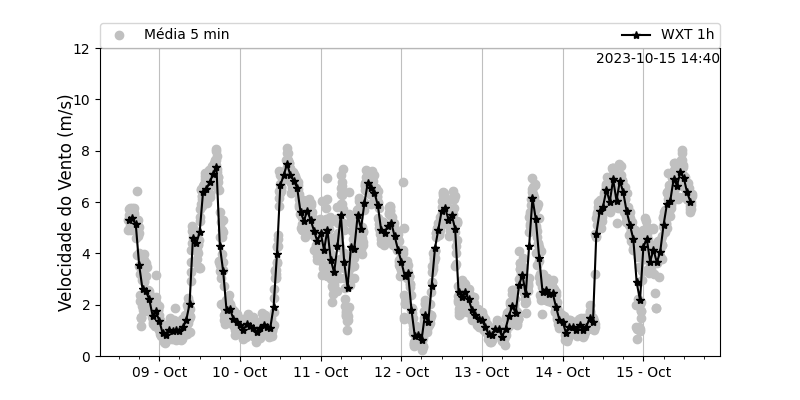 Média 5 min
WXT 1h
2023-10-15 14:40
Velocidade do Vento (m/s)
12
10
8
6
4
2
0
09 - Oct
10 - Oct
11 - Oct
12 - Oct
13 - Oct
14 - Oct
15 - Oct